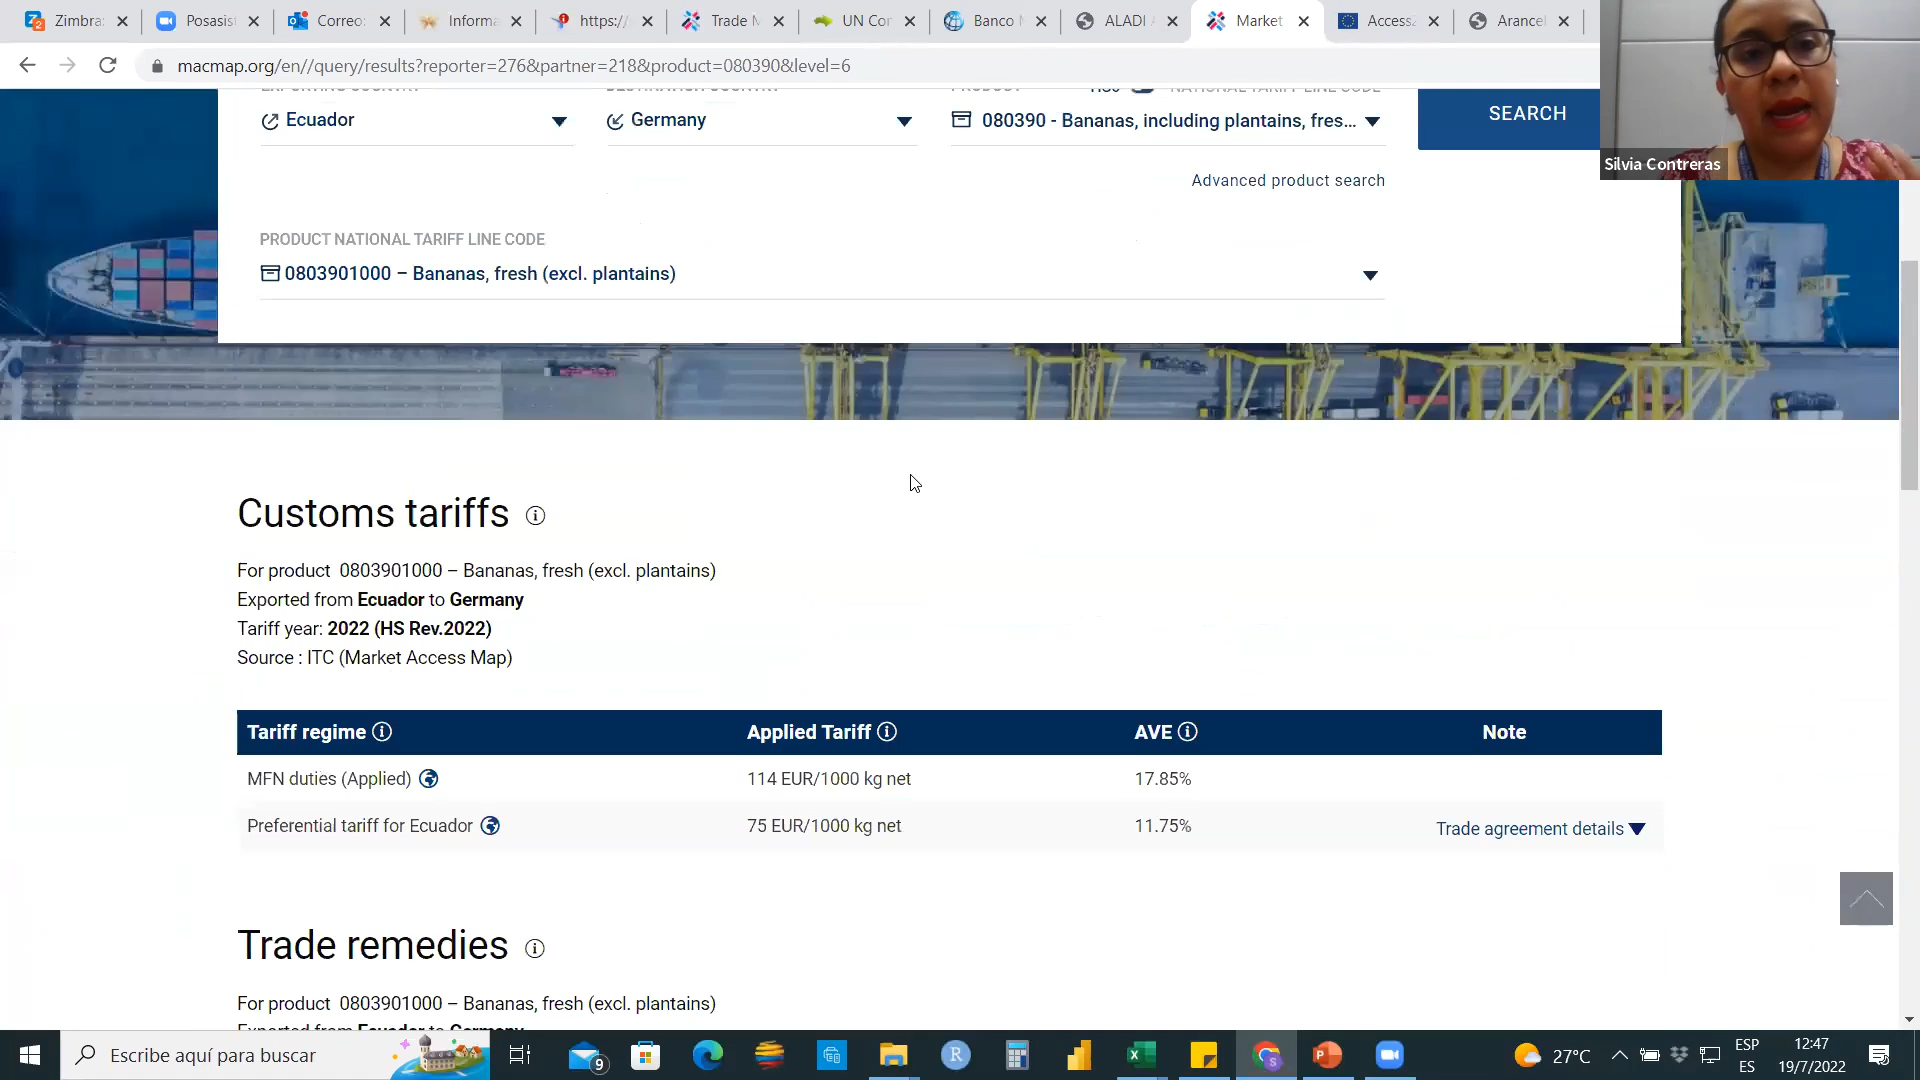 Zimbra:
Posasis
Correo:
Informa
https://
Trade M
UN Cor
Banco M
ALADI
Market
Access
Arancel
macmap.org/en//query/results?reporter=276&partner=218&product=080390&level=6
Ecuador
Germany
080390 - Bananas, including plantains, fres...
SEARCH
Silvia Contreras
Advanced product search
PRODUCT NATIONAL TARIFF LINE CODE
0803901000 – Bananas, fresh (excl. plantains)
Customs tariffs
For product 0803901000 – Bananas, fresh (excl. plantains)
Exported from Ecuador to Germany
Tariff year: 2022 (HS Rev.2022)
Source : ITC (Market Access Map)
Tariff regime Applied Tariff AVE Note
MFN duties (Applied) 114 EUR/1000 kg net 17.85%
Preferential tariff for Ecuador 75 EUR/1000 kg net 11.75% Trade agreement details
Trade remedies
For product 0803901000 – Bananas, fresh (excl. plantains)
Exported from Ecuador to Germany
Escribe aquí para buscar
9
27°C
ESP
ES
12:47
19/7/2022